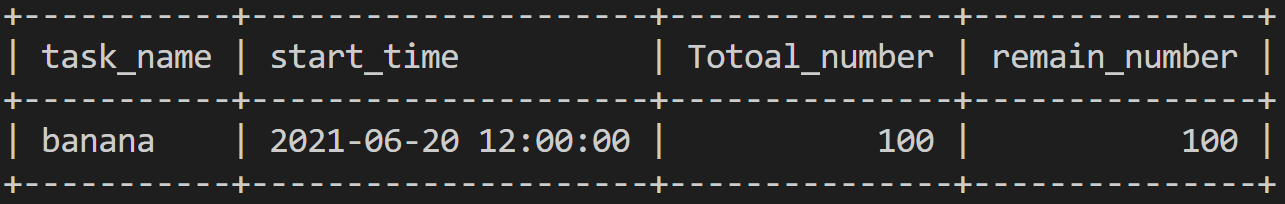 +-----------+---------------------+---------------+---------------+
| task_name | start_time          | Totoal_number | remain_number |
+-----------+---------------------+---------------+---------------+
| banana    | 2021-06-20 12:00:00 |           100 |           100 |
+-----------+---------------------+---------------+---------------+